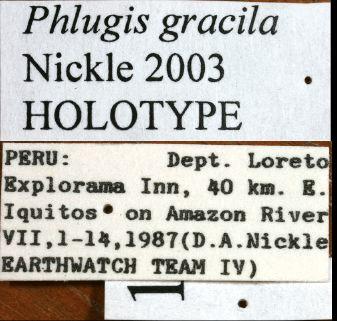 Phlugis gracila
Nickle 2003
HOLOTYPE
PERU: Dept. Loreto
Explorama Inn, 40 km. E.
Iquitos on Amazon River
VII,1-14,1987(D.A.Nickle
EARTHWATCH TEAM IV)